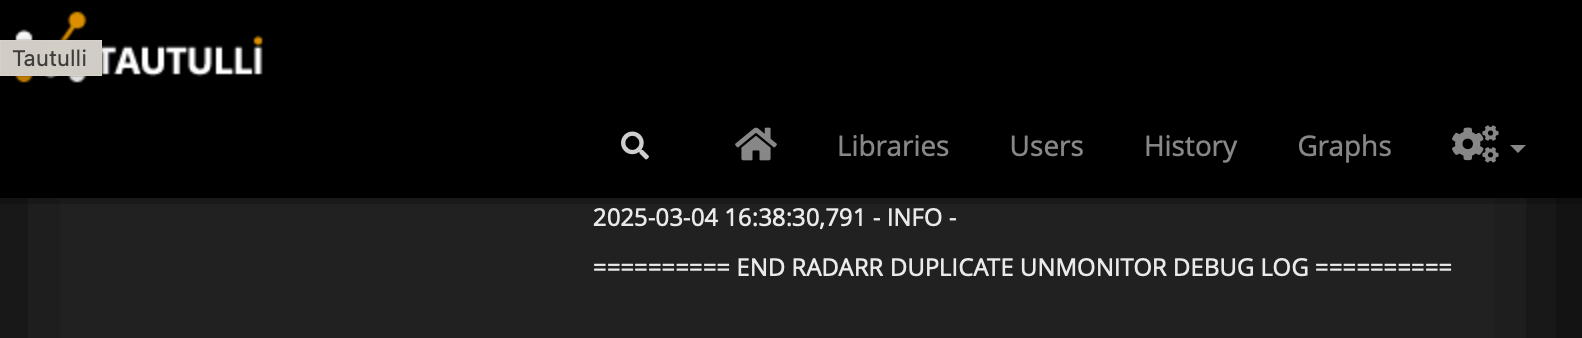 TAUTULLI
Tautulli
Libraries Users History Graphs
2025-03-04 16:38:30,791 - INFO -
========== END RADARR DUPLICATE UNMONITOR DEBUG LOG ==========